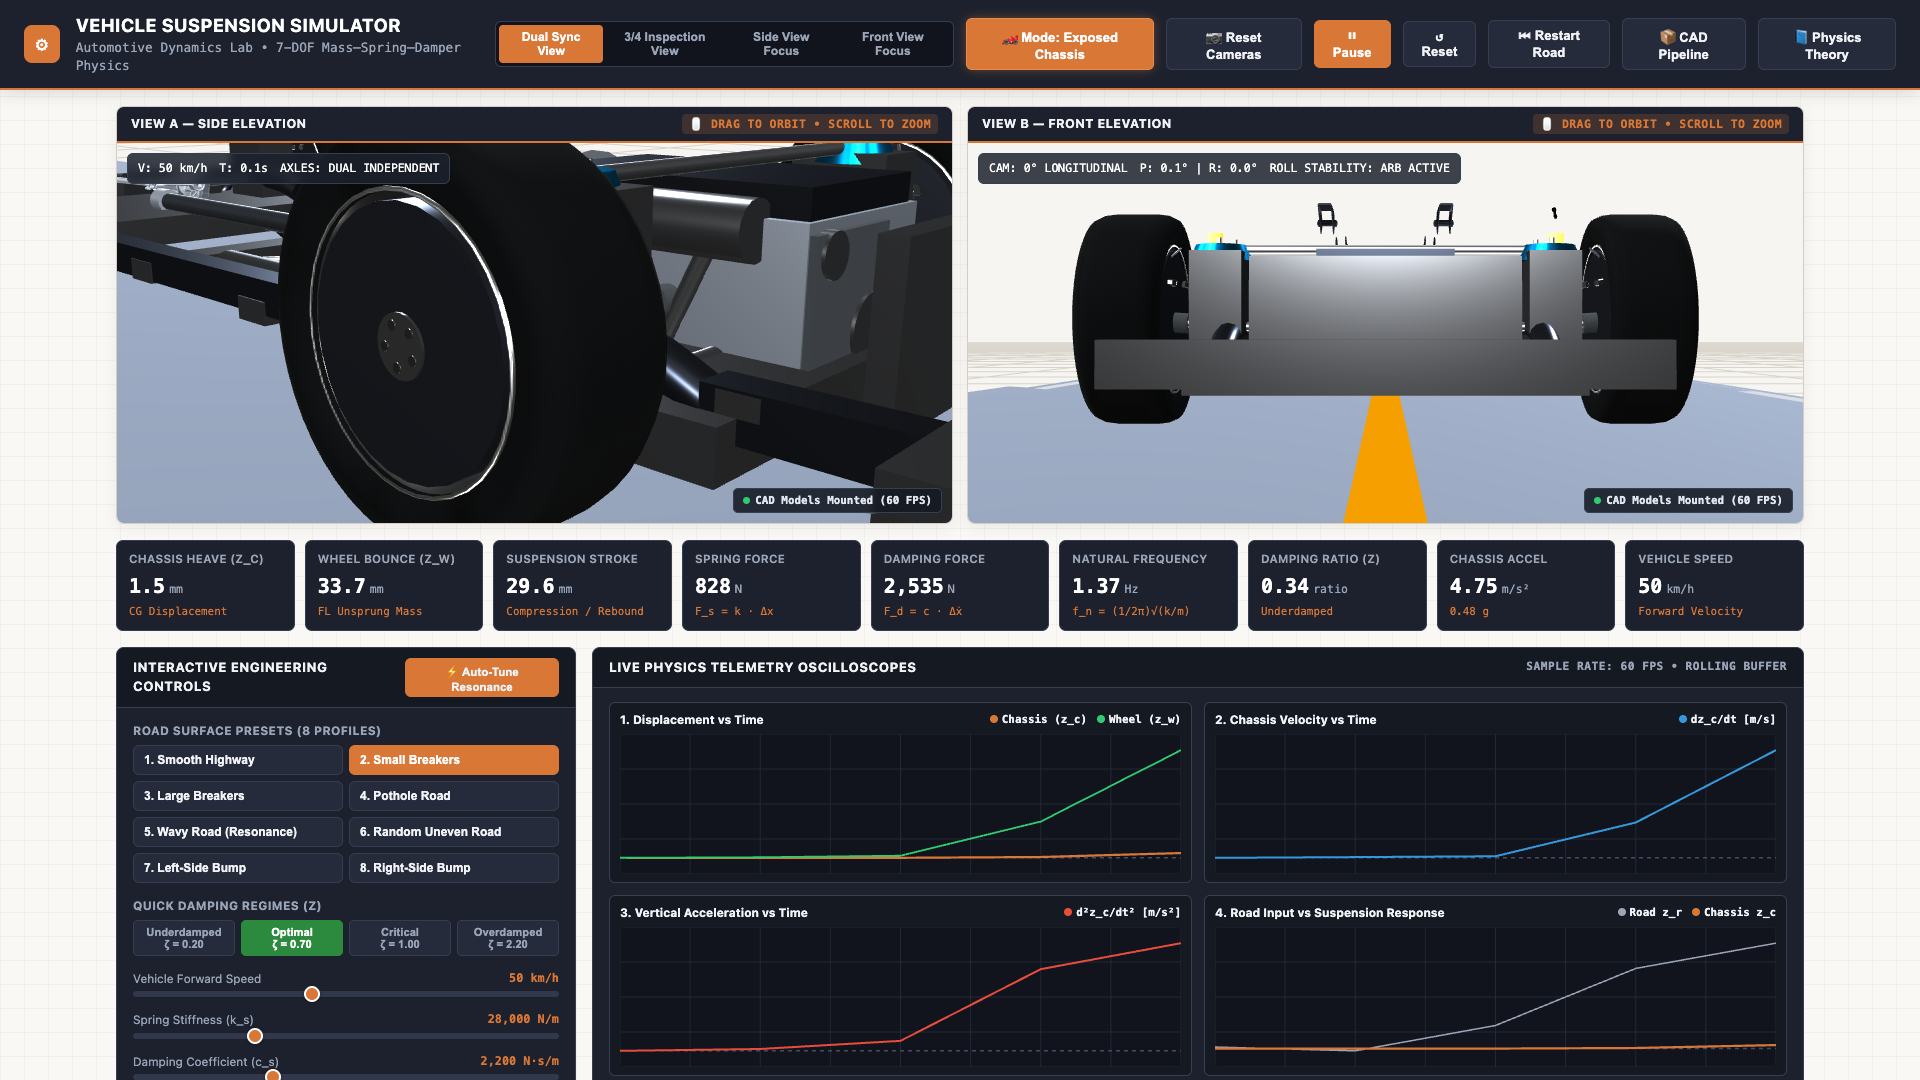 VEHICLE SUSPENSION SIMULATOR
Automotive Dynamics Lab • 7-DOF Mass–Spring–Damper
Physics
Dual Sync
View
3/4 Inspection
View
Side View
Focus
Front View
Focus
🏎️ Mode: Exposed
Chassis
📷 Reset
Cameras
⏸
Pause
↺
Reset
⏮ Restart
Road
📦 CAD
Pipeline
📘 Physics
Theory
VIEW A — SIDE ELEVATION
DRAG TO ORBIT • SCROLL TO ZOOM
V: 50 km/h T: 0.1s AXLES: DUAL INDEPENDENT
CAD Models Mounted (60 FPS)
VIEW B — FRONT ELEVATION
DRAG TO ORBIT • SCROLL TO ZOOM
CAM: 0° LONGITUDINAL P: 0.1° | R: 0.0° ROLL STABILITY: ARB ACTIVE
CAD Models Mounted (60 FPS)
CHASSIS HEAVE (Z_C)
1.5 mm
CG Displacement
WHEEL BOUNCE (Z_W)
33.7 mm
FL Unsprung Mass
SUSPENSION STROKE
29.6 mm
Compression / Rebound
SPRING FORCE
828 N
F_s = k · Δx
DAMPING FORCE
2,535 N
F_d = c · Δẋ
NATURAL FREQUENCY
1.37 Hz
f_n = (1/2π)√(k/m)
DAMPING RATIO (Ζ)
0.34 ratio
Underdamped
CHASSIS ACCEL
4.75 m/s²
0.48 g
VEHICLE SPEED
50 km/h
Forward Velocity
INTERACTIVE ENGINEERING
CONTROLS
⚡ Auto-Tune
Resonance
ROAD SURFACE PRESETS (8 PROFILES)
1. Smooth Highway
2. Small Breakers
3. Large Breakers
4. Pothole Road
5. Wavy Road (Resonance)
6. Random Uneven Road
7. Left-Side Bump
8. Right-Side Bump
QUICK DAMPING REGIMES (Ζ)
Underdamped
ζ = 0.20
Optimal
ζ = 0.70
Critical
ζ = 1.00
Overdamped
ζ = 2.20
Vehicle Forward Speed
50 km/h
Spring Stiffness (k_s)
28,000 N/m
Damping Coefficient (c_s)
2,200 N·s/m
LIVE PHYSICS TELEMETRY OSCILLOSCOPES
SAMPLE RATE: 60 FPS • ROLLING BUFFER
1. Displacement vs Time
Chassis (z_c)
Wheel (z_w)
2. Chassis Velocity vs Time
dz_c/dt [m/s]
3. Vertical Acceleration vs Time
d²z_c/dt² [m/s²]
4. Road Input vs Suspension Response
Road z_r
Chassis z_c